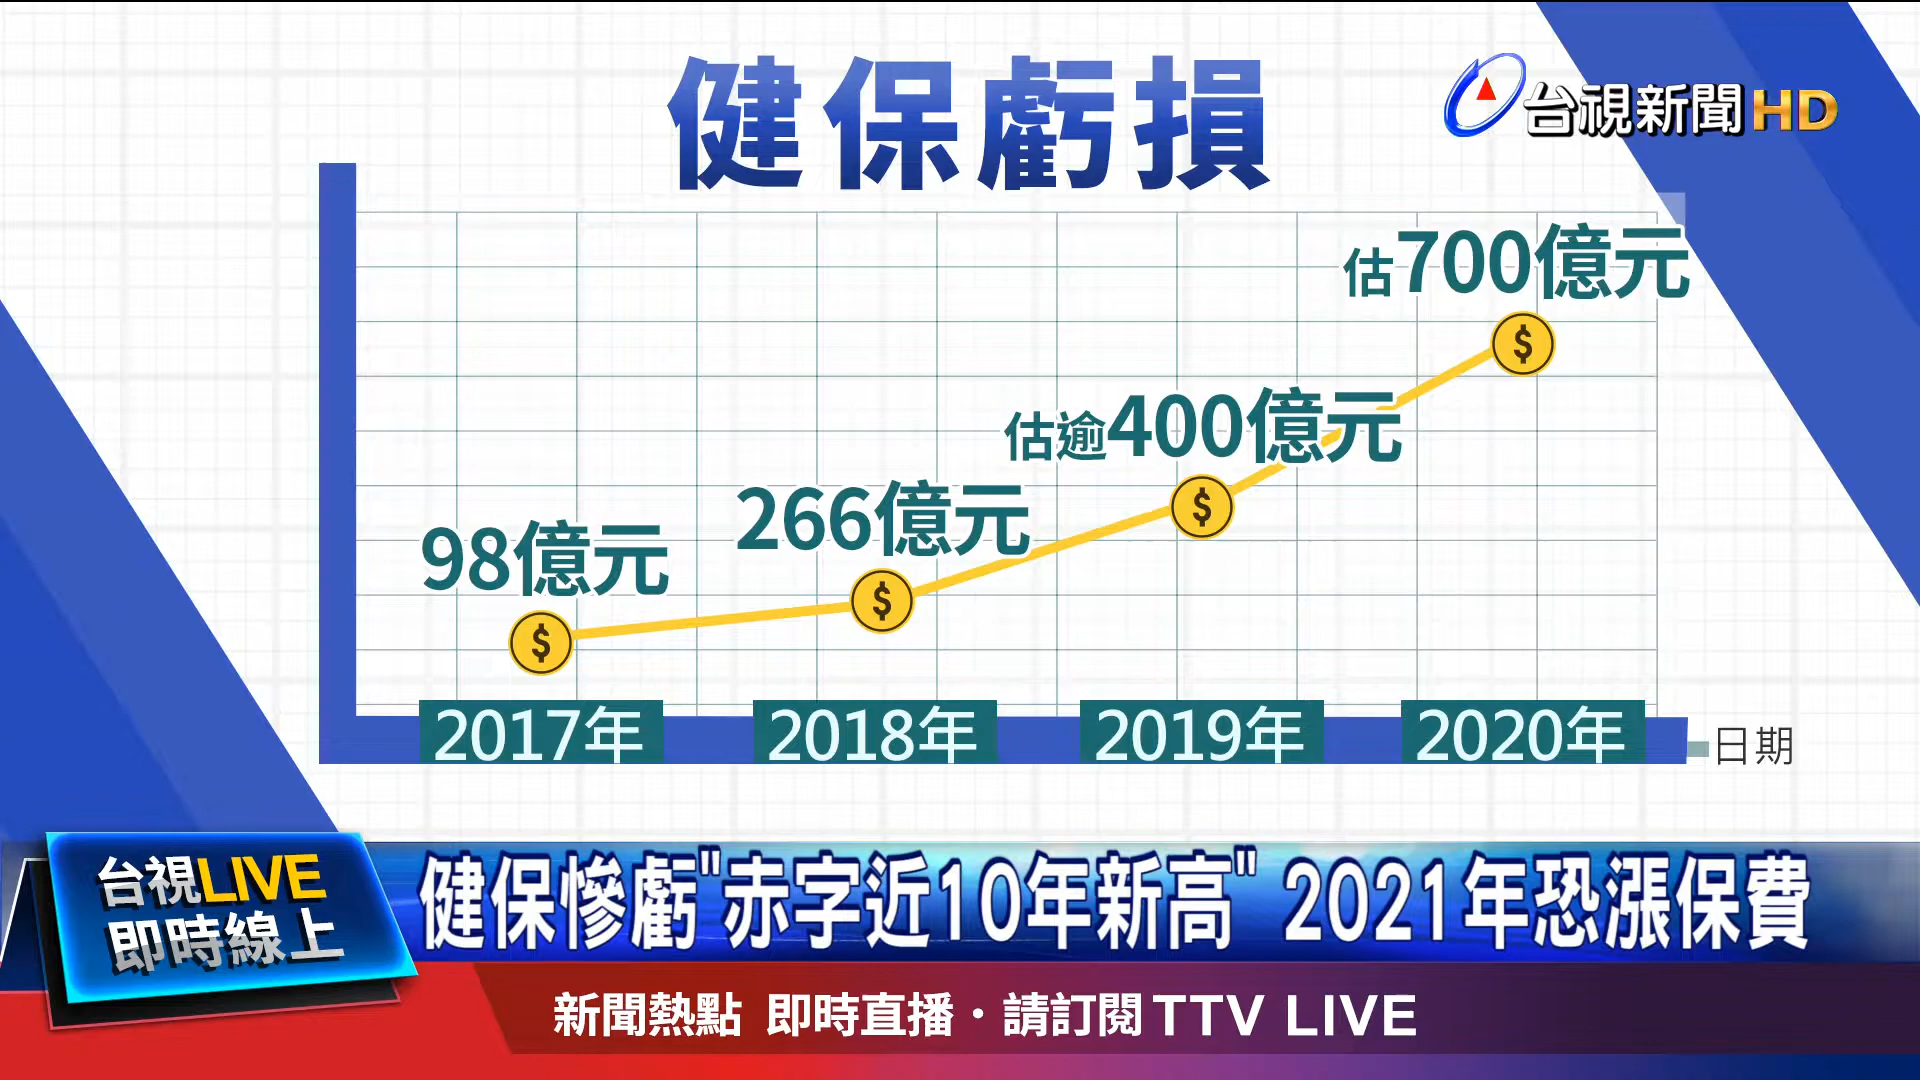 健保虧損
台視新聞HD
估700億元
估逾400億元
266億元
98億元
2017年 2018年 2019年 2020年 日期
台視LIVE
即時線上
健保慘虧"赤字近10年新高" 2021年恐漲保費
新聞熱點 即時直播・請訂閱TTV LIVE